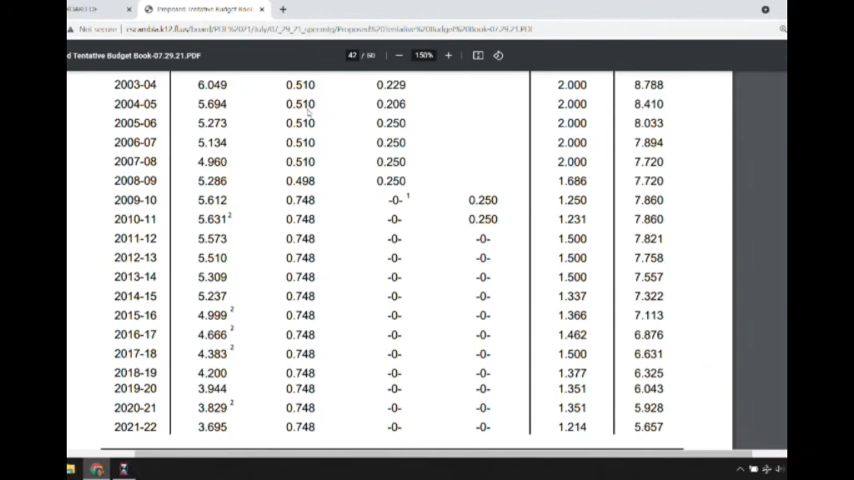 Proposed Tentative Budget Book
Not secure | escambia.k12.fl.us/board/PDF%2021/July/07_29_21_specmtg/Proposed%20Tentative%20Budget%20Book-07.29.21.PDF
d Tentative Budget Book-07.29.21.PDF 42 / 60 150%
2003-04 6.049 0.510 0.229 2.000 8.788
2004-05 5.694 0.510 0.206 2.000 8.410
2005-06 5.273 0.510 0.250 2.000 8.033
2006-07 5.134 0.510 0.250 2.000 7.894
2007-08 4.960 0.510 0.250 2.000 7.720
2008-09 5.286 0.498 0.250 1.686 7.720
2009-10 5.612 0.748 -0- 1 0.250 1.250 7.860
2010-11 5.631 2 0.748 -0- 0.250 1.231 7.860
2011-12 5.573 0.748 -0- -0- 1.500 7.821
2012-13 5.510 0.748 -0- -0- 1.500 7.758
2013-14 5.309 0.748 -0- -0- 1.500 7.557
2014-15 5.237 0.748 -0- -0- 1.337 7.322
2015-16 4.999 2 0.748 -0- -0- 1.366 7.113
2016-17 4.666 2 0.748 -0- -0- 1.462 6.876
2017-18 4.383 2 0.748 -0- -0- 1.500 6.631
2018-19 4.200 0.748 -0- -0- 1.377 6.325
2019-20 3.944 0.748 -0- -0- 1.351 6.043
2020-21 3.829 2 0.748 -0- -0- 1.351 5.928
2021-22 3.695 0.748 -0- -0- 1.214 5.657